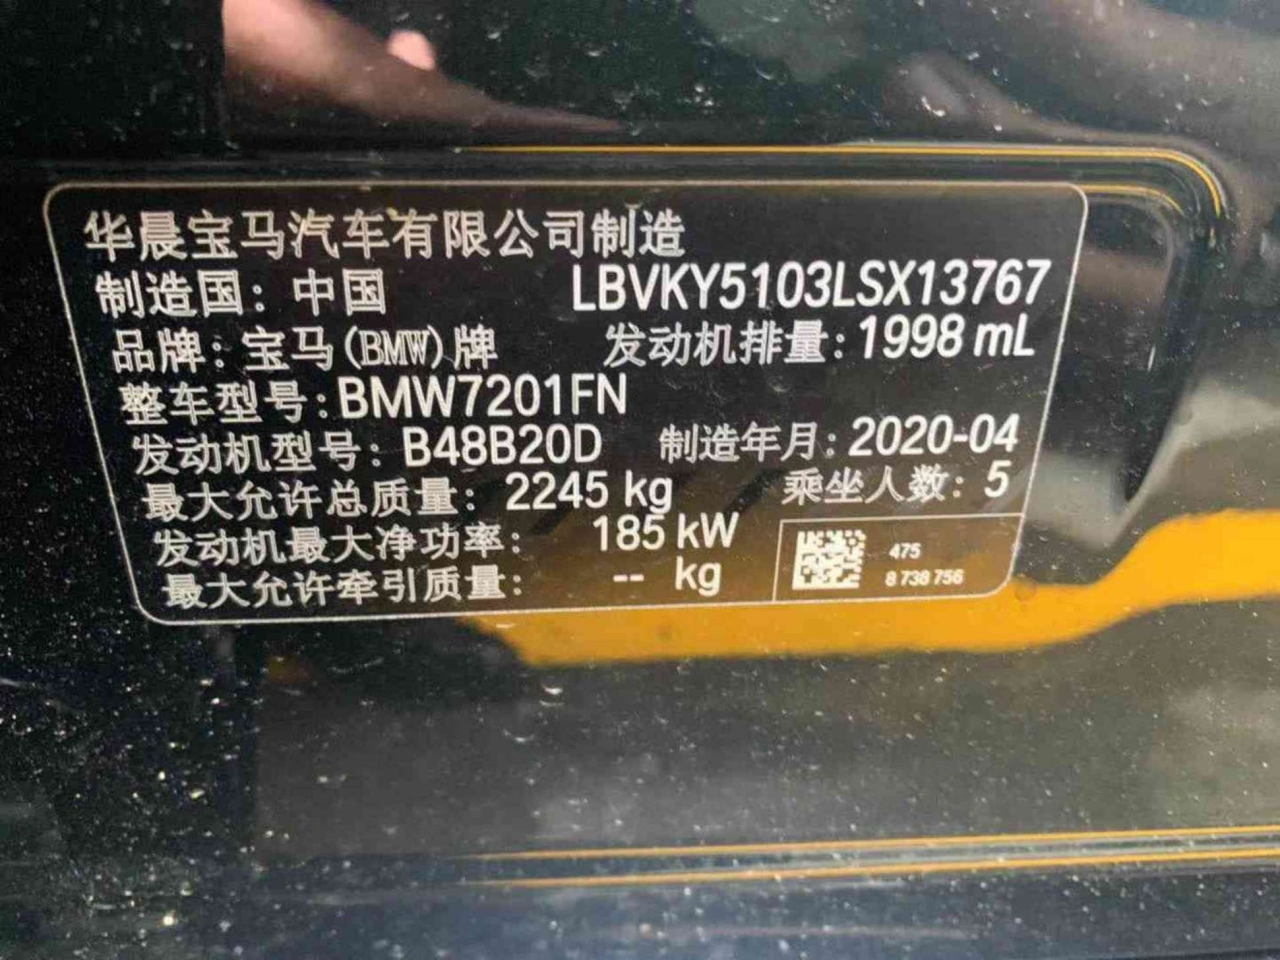 华晨宝马汽车有限公司制造
制造国：中国 LBVKY5103LSX13767
品牌：宝马(BMW)牌 发动机排量：1998 mL
整车型号：BMW7201FN
发动机型号：B48B20D 制造年月：2020-04
最大允许总质量：2245 kg 乘坐人数：5
发动机最大净功率：185 kW
最大允许牵引质量：-- kg
475
8 738 756